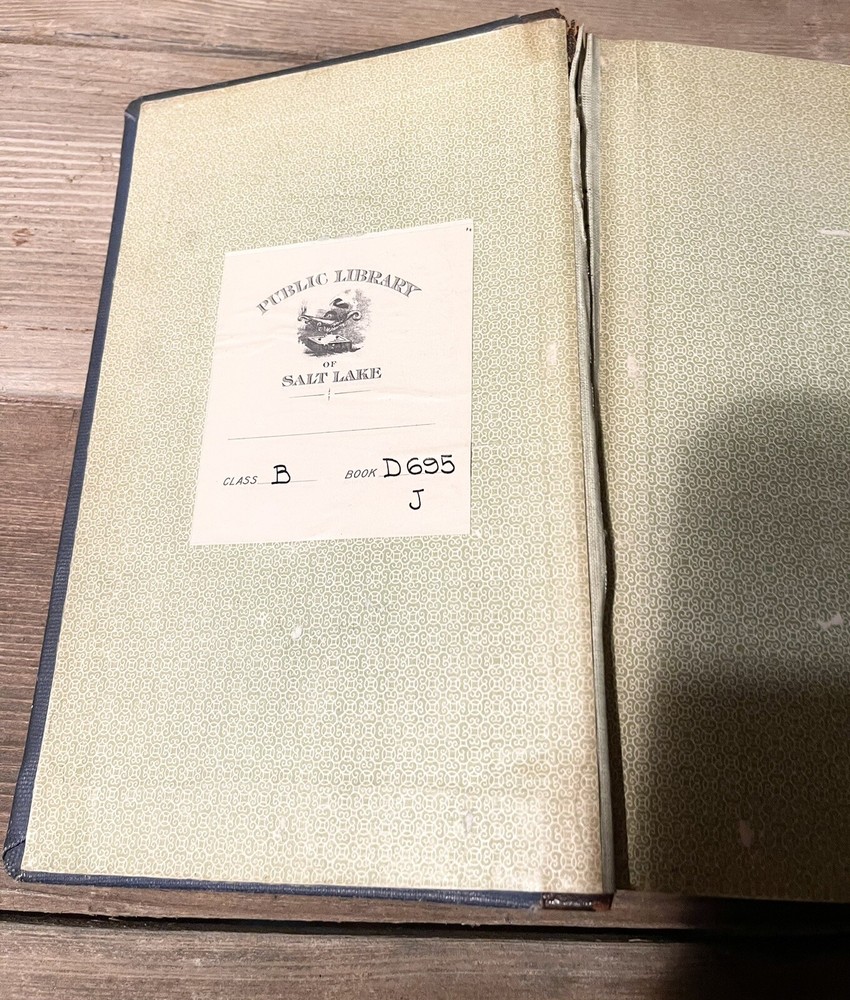 PUBLIC LIBRARY
OF
SALT LAKE
CLASS B BOOK D695
J